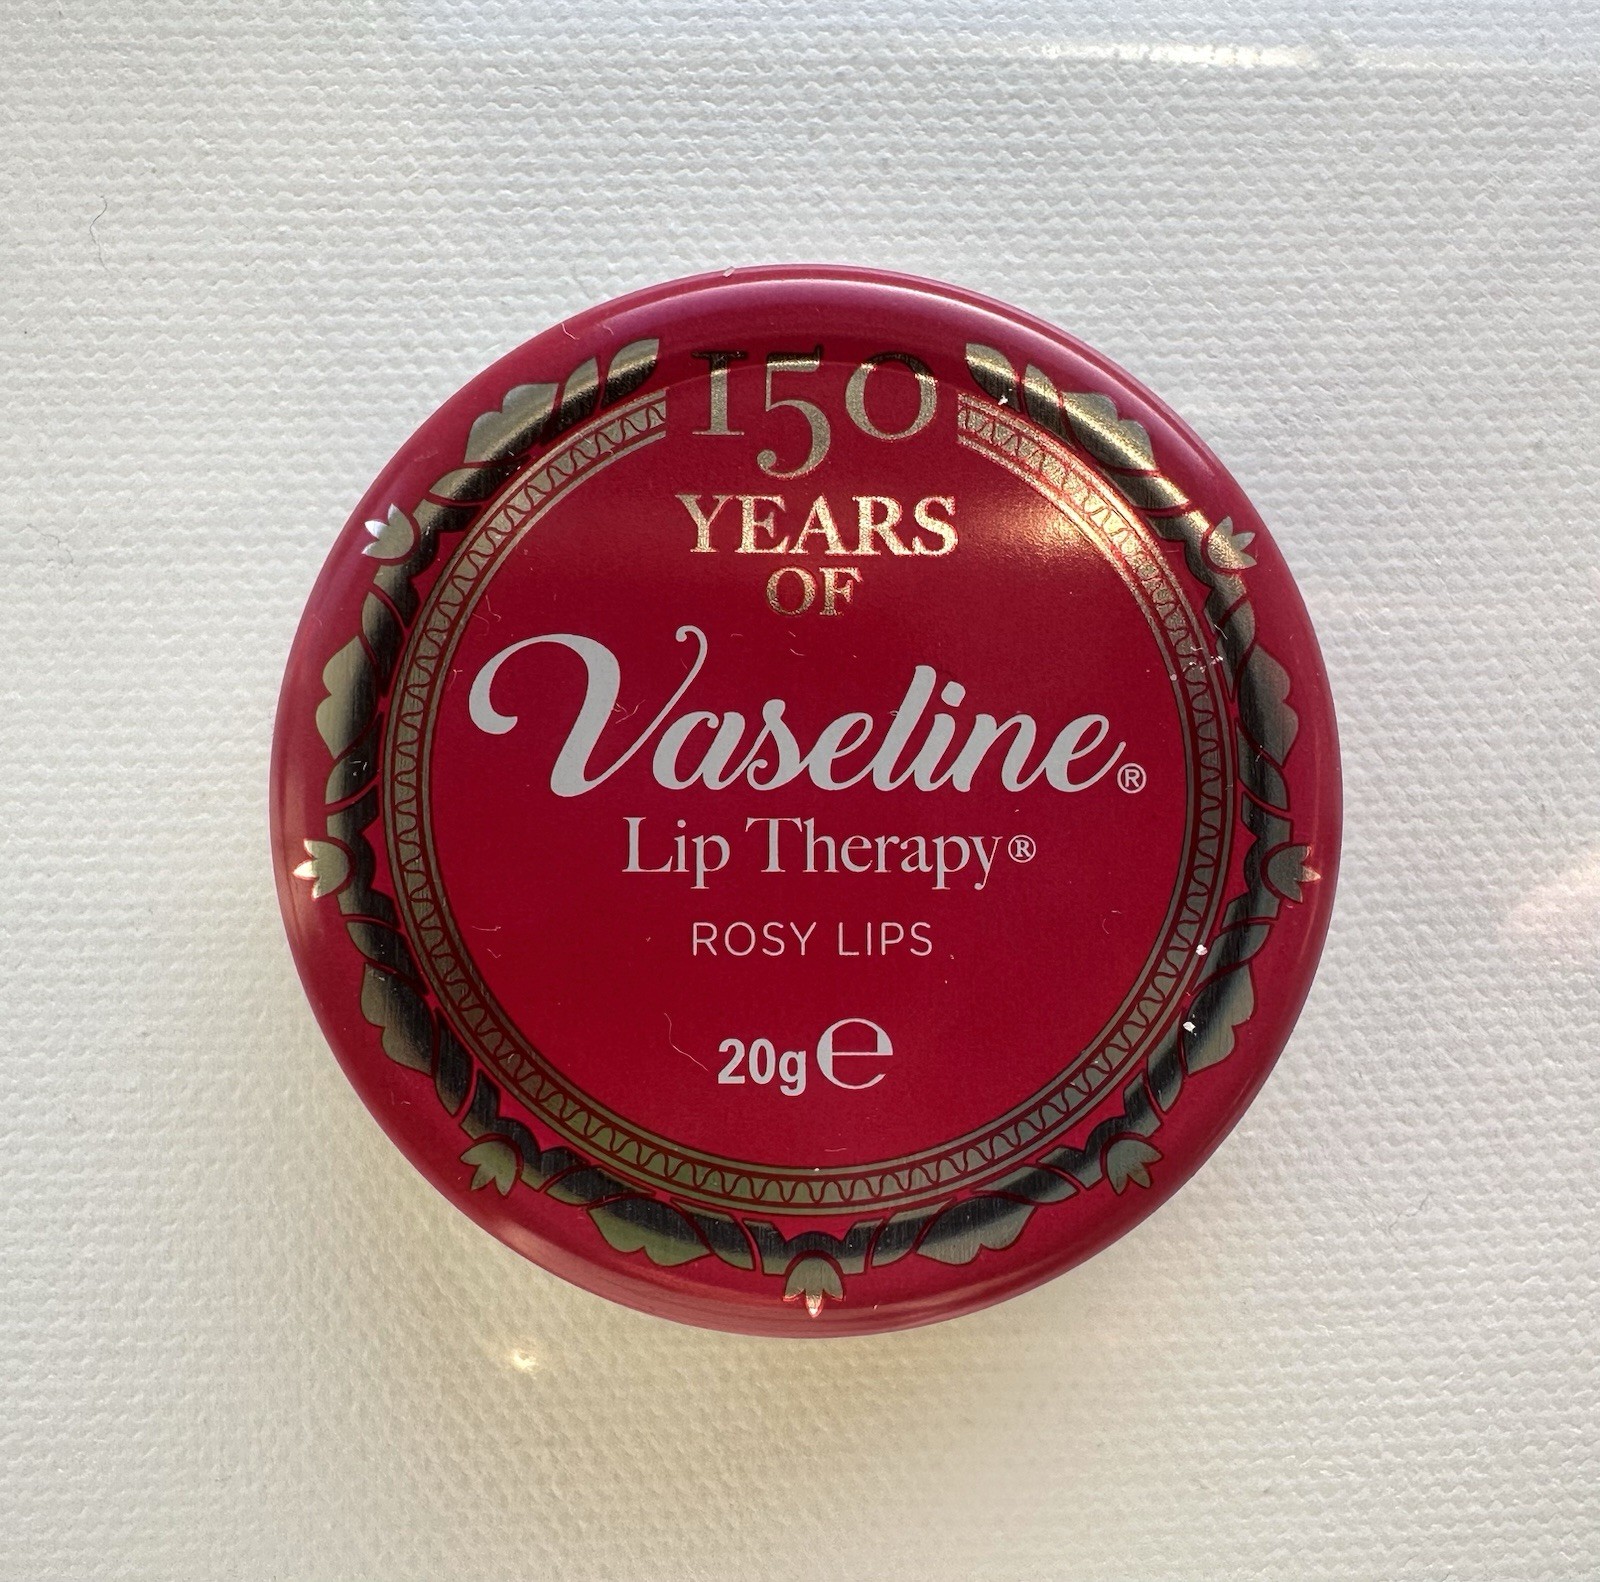 150
YEARS
OF
Vaseline®
Lip Therapy®
ROSY LIPS
20g ℮